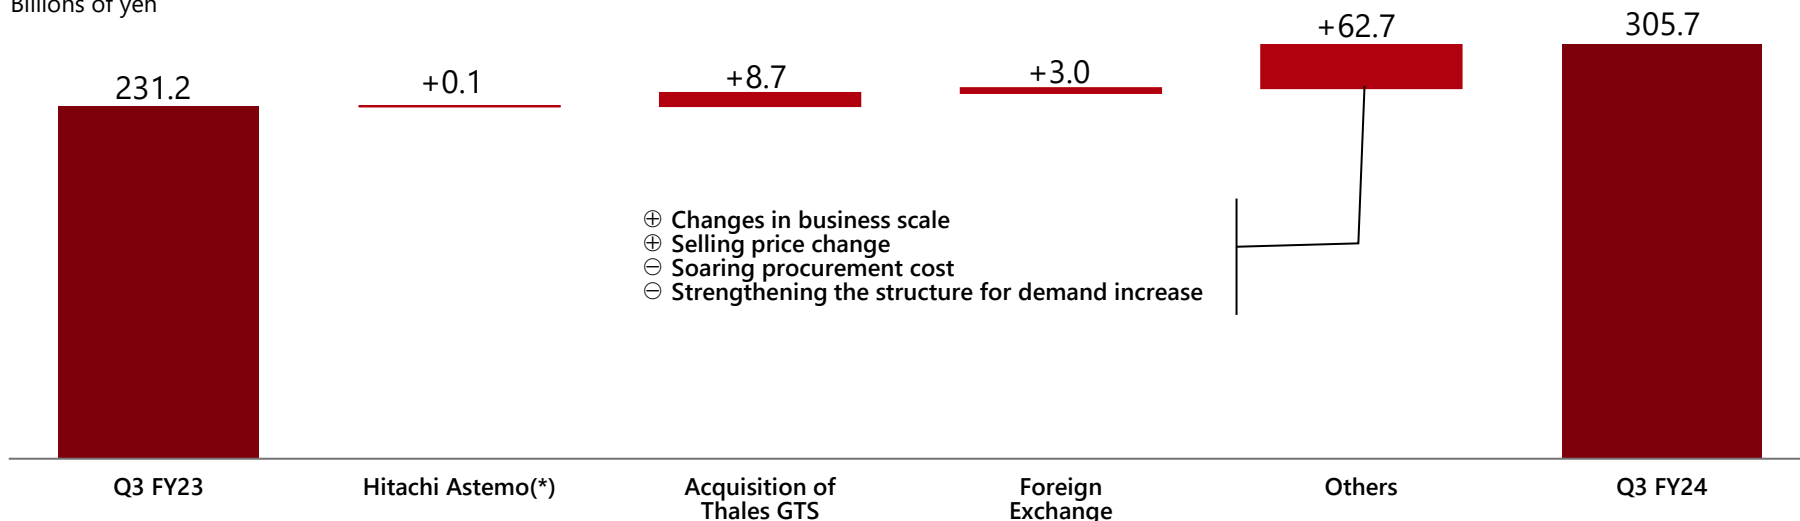 Billions of yen
231.2
+0.1
+8.7
+3.0
+62.7
305.7
⊕ Changes in business scale
⊕ Selling price change
⊖ Soaring procurement cost
⊖ Strengthening the structure for demand increase
Q3 FY23
Hitachi Astemo(*)
Acquisition of
Thales GTS
Foreign
Exchange
Others
Q3 FY24